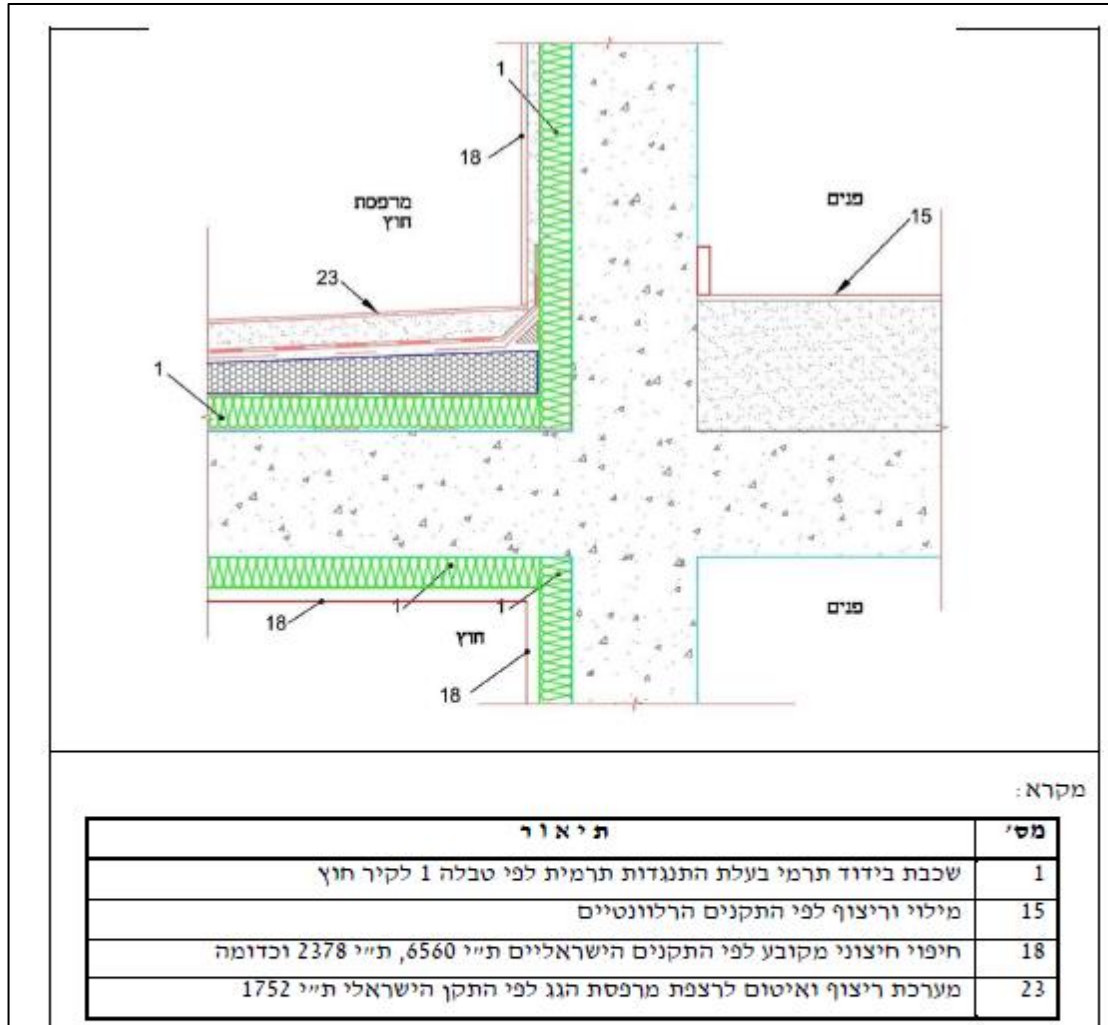 1
18
מרפסת
חוץ
פנים
15
23
1
18
1
1
חוץ
18
פנים
מקרא:
מס׳ תיאור
1 שכבת בידוד תרמי בעלת התנגדות תרמית לפי טבלה 1 לקיר חוץ
15 מילוי וריצוף לפי התקנים הרלוונטיים
18 חיפוי חיצוני מקובע לפי התקנים הישראליים ת״י 6560, ת״י 2378 וכדומה
23 מערכת ריצוף ואיטום לרצפת מרפסת הגג לפי התקן הישראלי ת״י 1752